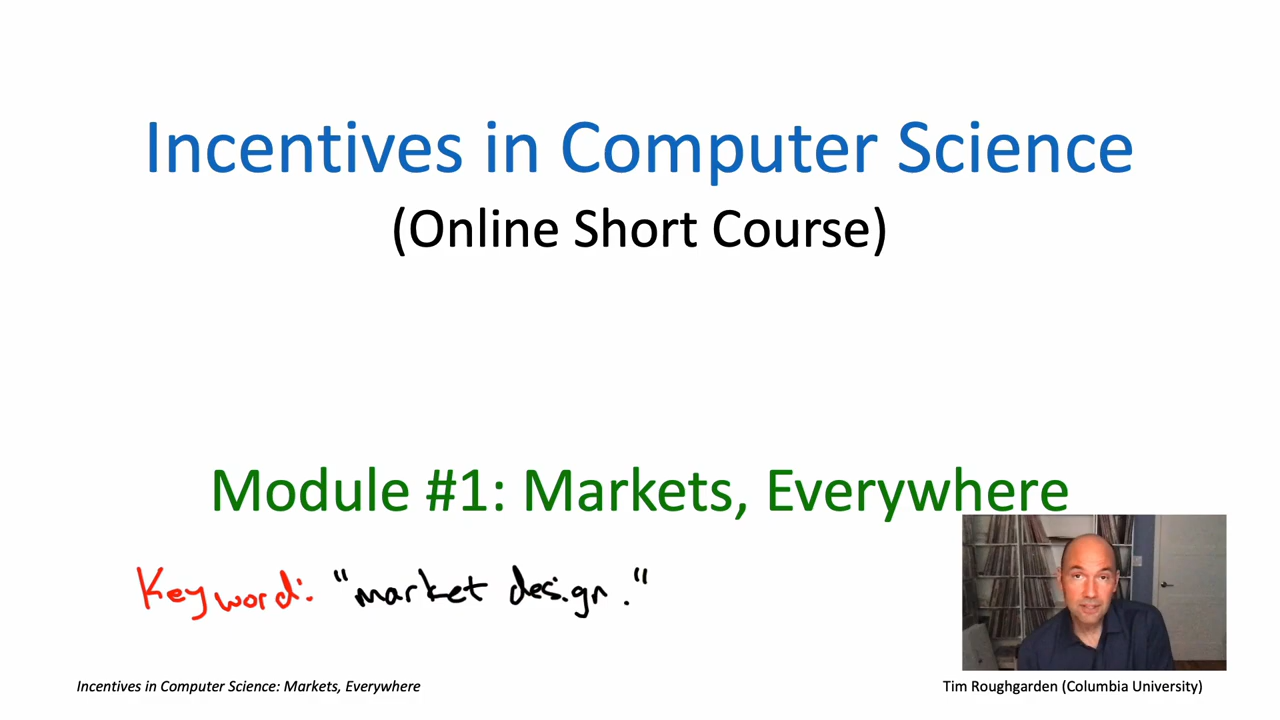 Incentives in Computer Science
(Online Short Course)
Module #1: Markets, Everywhere
Keyword: "market design."
Incentives in Computer Science: Markets, Everywhere
Tim Roughgarden (Columbia University)